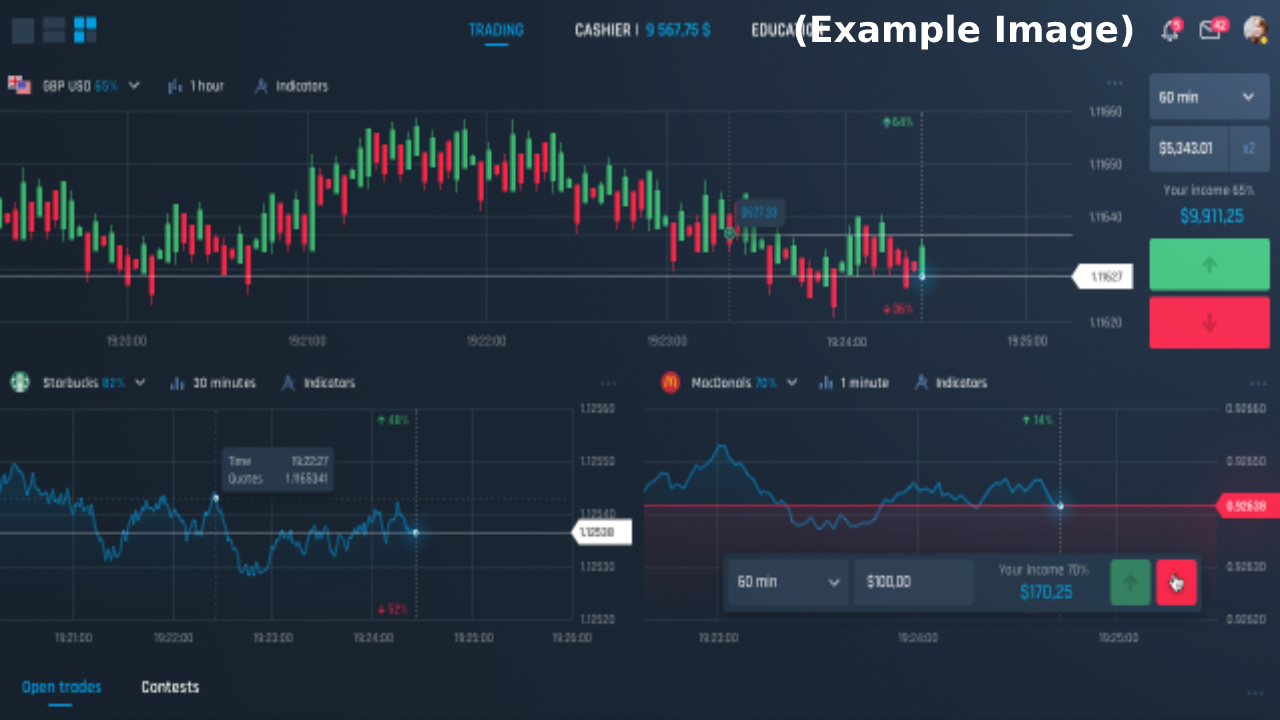 TRADING CASHIER | 9 567,75 $ (Example Image) 5 42
GBP USD 65% 1 hour Indicators
60 min
1.11660
64%
$5,343.01 x2
1.11650
Your income 65%
$9,911,25
1.11640
1.11627
36%
1.11620
19:20:00 19:21:00 19:22:00 19:23:00 19:24:00 19:25:00
Starbucks 82% 30 minutes Indicators
1.12560
1.12550
1.12540
1.12538
1.12530
1.12520
48%
Time 19:22:27
Quotes 1.1165341
52%
19:21:00 19:22:00 19:23:00 19:24:00 19:25:00 19:26:00
MacDonals 70% 1 minute Indicators
0.92660
14%
0.92650
0.92638
0.92630
0.92620
60 min $100,00 Your income 70%
$170,25
19:23:00 19:24:00 19:25:00
Open trades Contests